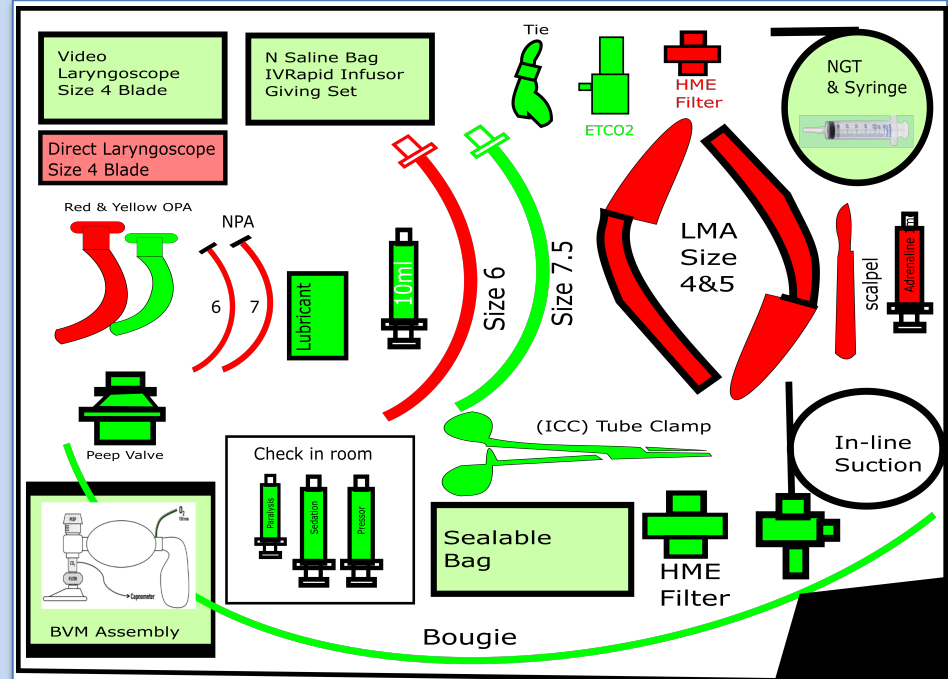 Video
Laryngoscope
Size 4 Blade
N Saline Bag
IVRapid Infusor
Giving Set
Tie
ETCO2
HME
Filter
NGT
& Syringe
Direct Laryngoscope
Size 4 Blade
Red & Yellow OPA
NPA
6
7
Lubricant
10ml
Size 6
Size 7.5
LMA
Size
4&5
scalpel
Adrenaline
Peep Valve
Check in room
Paralysis
Sedation
Pressor
(ICC) Tube Clamp
In-line
Suction
Sealable
Bag
HME
Filter
O2
Capnometer
BVM Assembly
Bougie